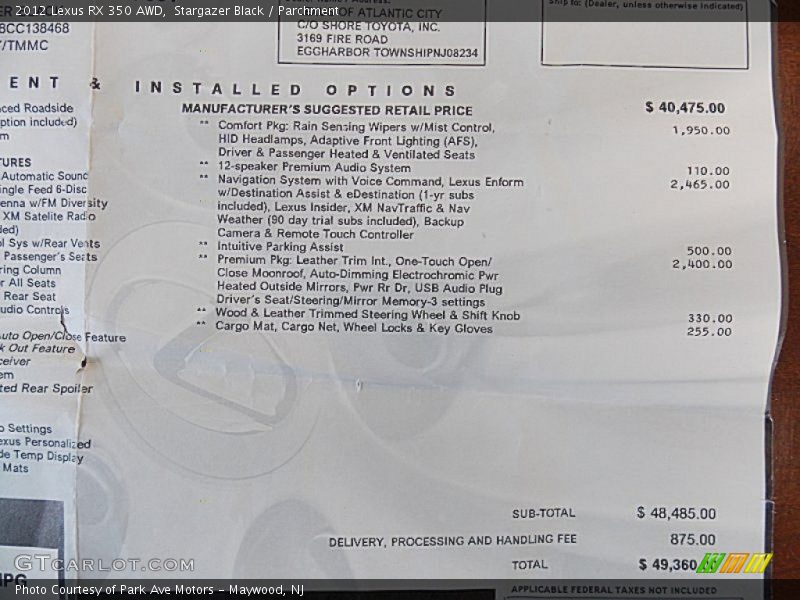 2012 Lexus RX 350 AWD, Stargazer Black / Parchment
OF ATLANTIC CITY
C/O SHORE TOYOTA, INC.
3169 FIRE ROAD
EGGHARBOR TOWNSHIPNJ08234
Ship to: (Dealer, unless otherwise indicated)
8CC138468
/TMMC
ENT & INSTALLED OPTIONS
MANUFACTURER'S SUGGESTED RETAIL PRICE $ 40,475.00
** Comfort Pkg: Rain Sensing Wipers w/Mist Control, 1,950.00
HID Headlamps, Adaptive Front Lighting (AFS),
Driver & Passenger Heated & Ventilated Seats
** 12-speaker Premium Audio System 110.00
** Navigation System with Voice Command, Lexus Enform 2,465.00
w/Destination Assist & eDestination (1-yr subs
included), Lexus Insider, XM NavTraffic & Nav
Weather (90 day trial subs included), Backup
Camera & Remote Touch Controller
** Intuitive Parking Assist 500.00
** Premium Pkg: Leather Trim Int., One-Touch Open/ 2,400.00
Close Moonroof, Auto-Dimming Electrochromic Pwr
Heated Outside Mirrors, Pwr Rr Dr, USB Audio Plug
Driver's Seat/Steering/Mirror Memory-3 settings
** Wood & Leather Trimmed Steering Wheel & Shift Knob 330.00
** Cargo Mat, Cargo Net, Wheel Locks & Key Gloves 255.00
ced Roadside
ption included)
m
URES
Automatic Sound
ingle Feed 6-Disc
enna w/FM Diversity
XM Satelite Radio
ded)
ol Sys w/Rear Vents
Passenger's Seats
ring Column
r All Seats
Rear Seat
udio Controls
uto Open/Close Feature
k Out Feature
ceiver
em
ted Rear Spoiler
o Settings
exus Personalized
de Temp Display
Mats
SUB-TOTAL $ 48,485.00
DELIVERY, PROCESSING AND HANDLING FEE 875.00
TOTAL $ 49,360
APPLICABLE FEDERAL TAXES NOT INCLUDED
GTCARLOT.COM
MPG
Photo Courtesy of Park Ave Motors - Maywood, NJ